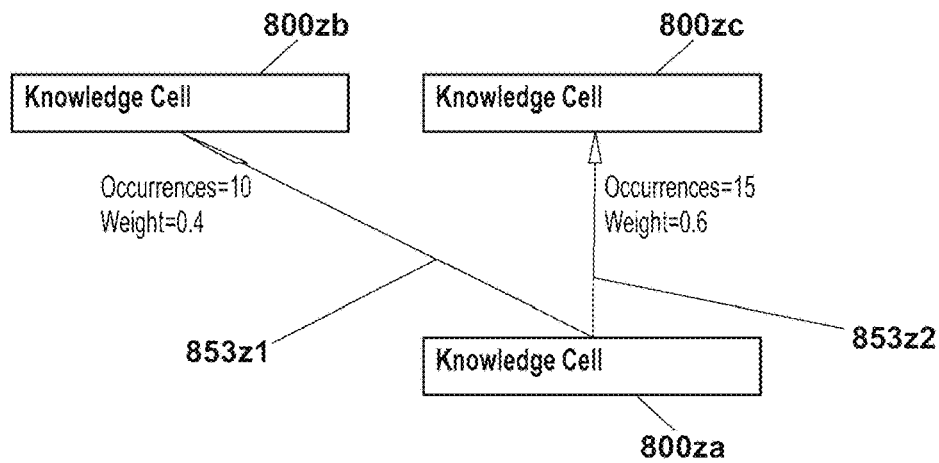 800zb
800zc
Knowledge Cell
Knowledge Cell
Occurrences=10
Weight=0.4
Occurrences=15
Weight=0.6
853z1
853z2
Knowledge Cell
800za